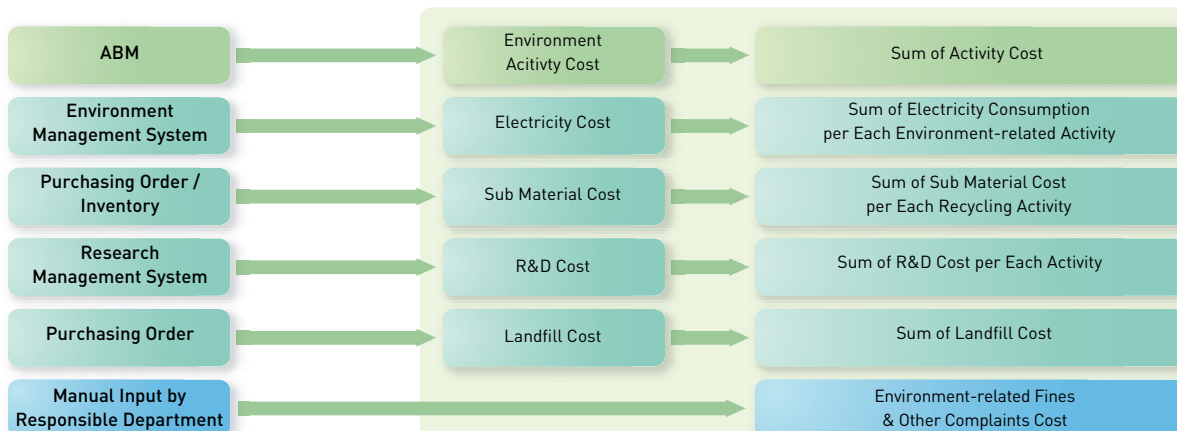 ABM
Environment
Acitivty Cost
Sum of Activity Cost
Environment
Management System
Electricity Cost
Sum of Electricity Consumption
per Each Environment-related Activity
Purchasing Order /
Inventory
Sub Material Cost
Sum of Sub Material Cost
per Each Recycling Activity
Research
Management System
R&D Cost
Sum of R&D Cost per Each Activity
Purchasing Order
Landfill Cost
Sum of Landfill Cost
Manual Input by
Responsible Department
Environment-related Fines
& Other Complaints Cost